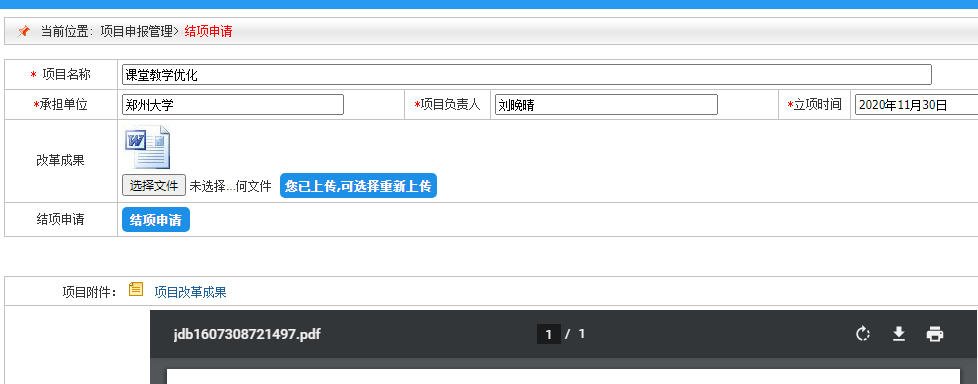 当前位置：项目申报管理> 结项申请
* 项目名称 课堂教学优化
*承担单位 郑州大学 *项目负责人 刘晚晴 *立项时间 2020年11月30日
改革成果
选择文件 未选择...何文件 您已上传,可选择重新上传
结项申请 结项申请
项目附件： 项目改革成果
jdb1607308721497.pdf 1 / 1